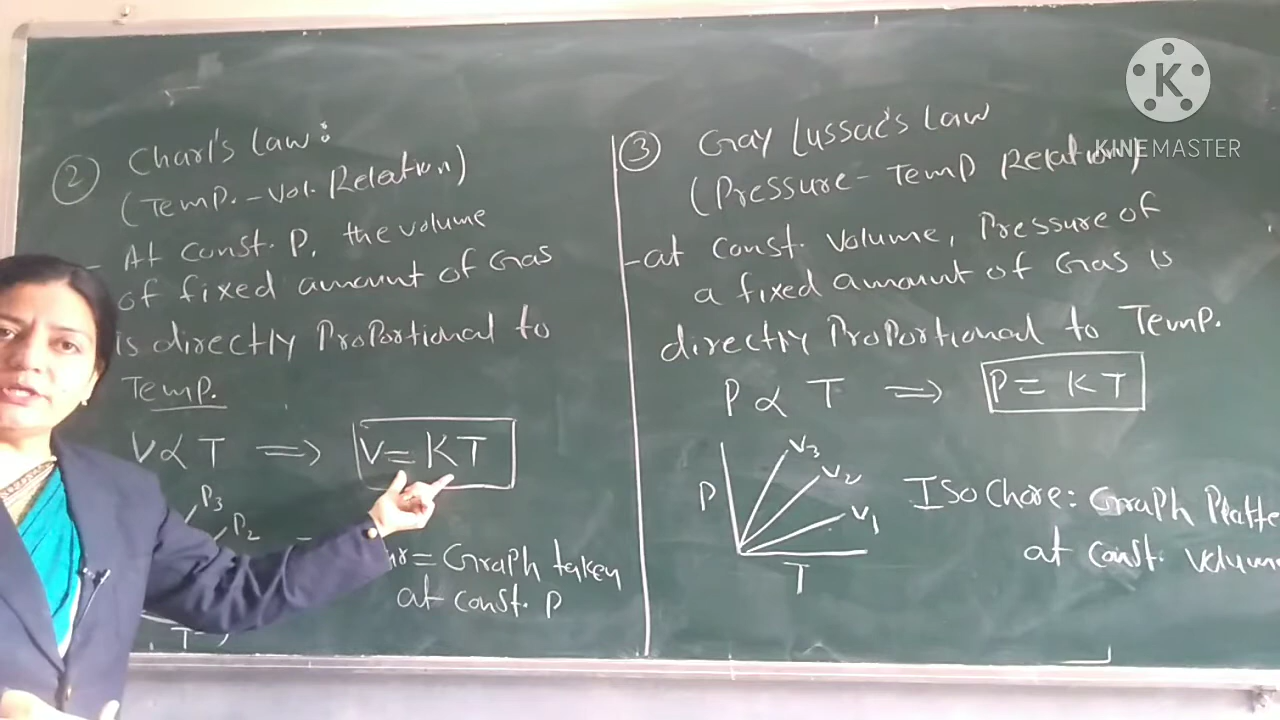 ② Charl's Law:
(Temp. - Vol. Relation)
- At const. P, the volume
of fixed amount of Gas
is directly Proportional to
Temp.
V ∝ T ⇒ V = KT
P3
P2
= Graph taken
at const. P
T →
③ Gay Lussac's Law
(Pressure - Temp Relation)
- at const. volume, Pressure of
a fixed amount of Gas is
directly Proportional to Temp.
P ∝ T ⇒ P = KT
V3
V2
V1
P
T
Isochore: Graph Platte
at const. volume
K
KINEMASTER